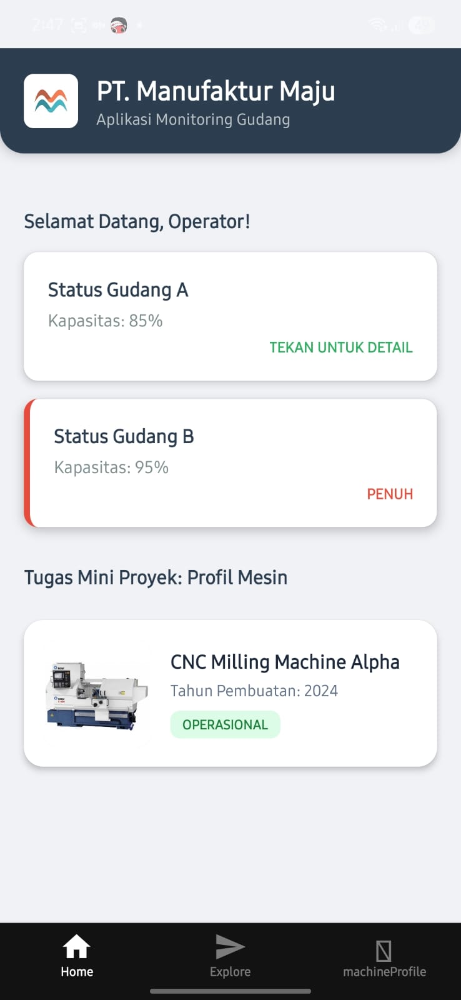 2:47
PT. Manufaktur Maju
Aplikasi Monitoring Gudang
Selamat Datang, Operator!
Status Gudang A
Kapasitas: 85%
TEKAN UNTUK DETAIL
Status Gudang B
Kapasitas: 95%
PENUH
Tugas Mini Proyek: Profil Mesin
CNC Milling Machine Alpha
Tahun Pembuatan: 2024
OPERASIONAL
Home
Explore
machineProfile